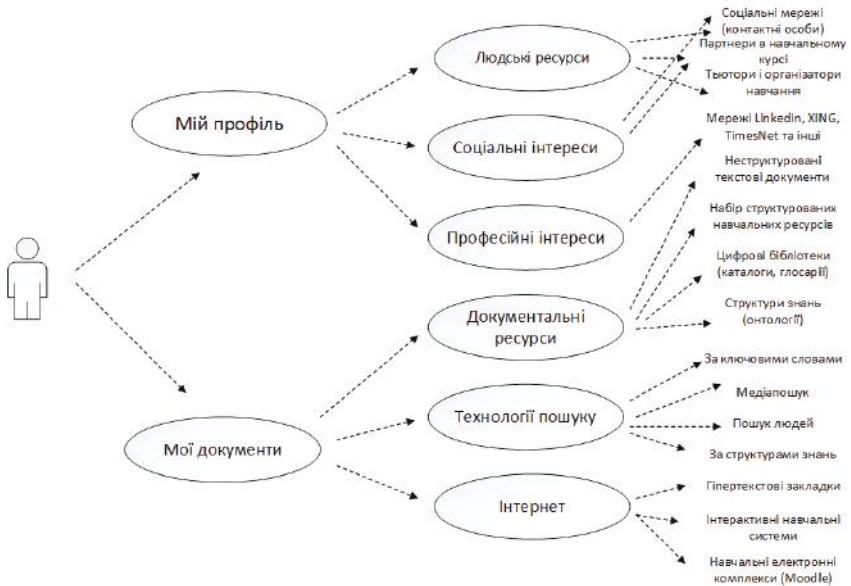 Соціальні мережі
(контактні особи)
Партнери в навчальному
курсі
Тьютори і організатори
навчання
Людські ресурси
Мій профіль
Соціальні інтереси
Мережі Linkedin, XING,
TimesNet та інші
Неструктуровані
текстові документи
Професійні інтереси
Набір структурованих
навчальних ресурсів
Цифрові бібліотеки
(каталоги, глосарії)
Документальні
ресурси
Структури знань
(онтології)
За ключовими словами
Медіапошук
Технології пошуку
Пошук людей
Мої документи
За структурами знань
Гіпертекстові закладки
Інтернет
Інтерактивні навчальні
системи
Навчальні електронні
комплекси (Moodle)